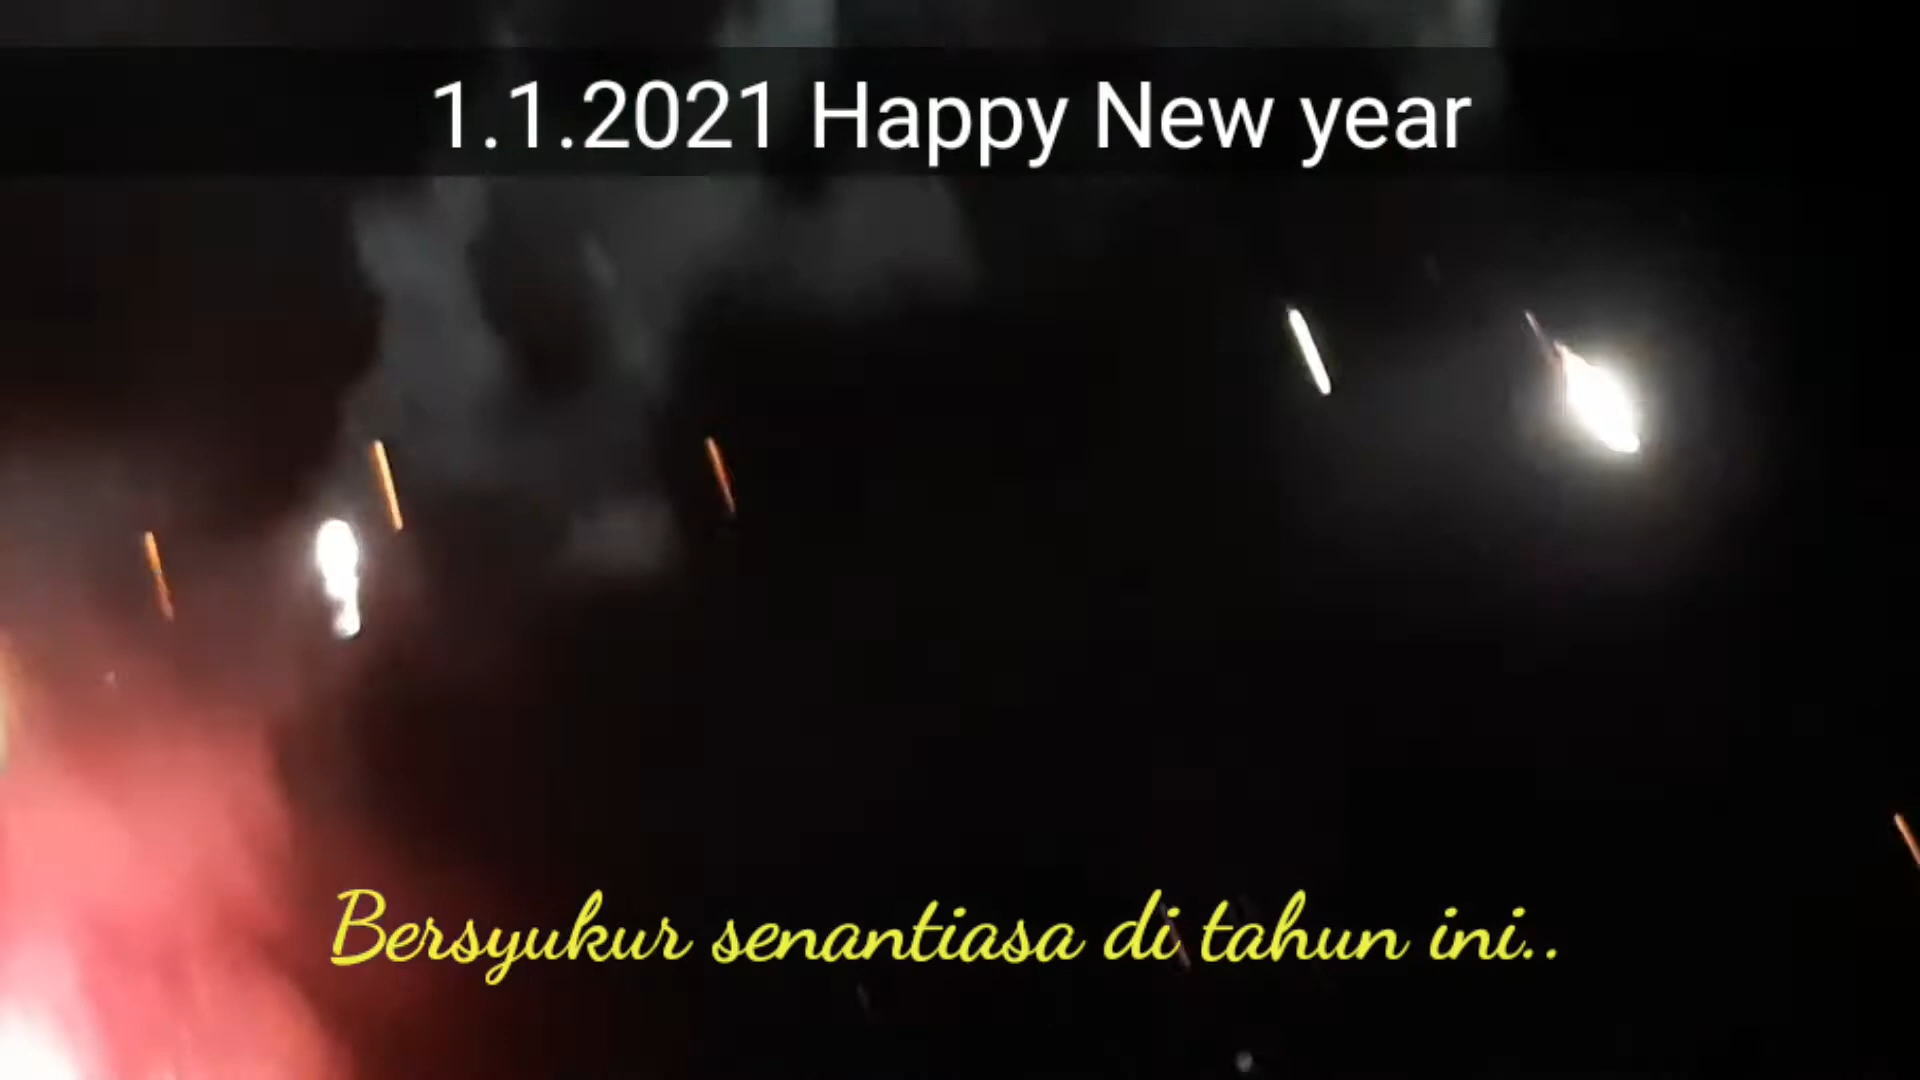 1.1.2021 Happy New year
Bersyukur senantiasa di tahun ini..